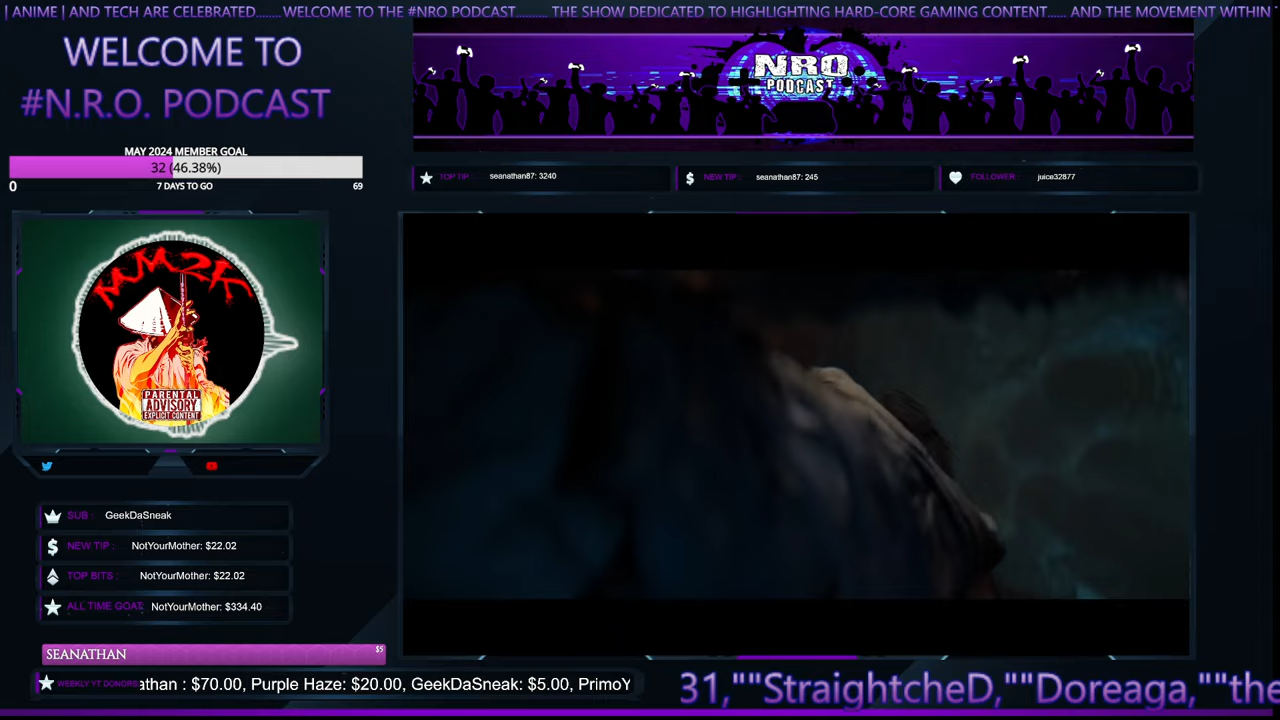 | ANIME | AND TECH ARE CELEBRATED.......WELCOME TO THE #NRO PODCAST......... THE SHOW DEDICATED TO HIGHLIGHTING HARD-CORE GAMING CONTENT..... AND THE MOVEMENT WITHIN
WELCOME TO
#N.R.O. PODCAST
NRO
PODCAST
MAY 2024 MEMBER GOAL
32 (46.38%)
0 7 DAYS TO GO 69
TOP TIP : seanathan87: 3240
NEW TIP : seanathan87: 245
FOLLOWER : juice32877
MM2K
PARENTAL
ADVISORY
EXPLICIT CONTENT
SUB : GeekDaSneak
NEW TIP : NotYourMother: $22.02
TOP BITS : NotYourMother: $22.02
ALL TIME GOAT: NotYourMother: $334.40
SEANATHAN $5
WEEKLY YT DONORS: athan : $70.00, Purple Haze: $20.00, GeekDaSneak: $5.00, PrimoY
31,""StraightcheD,""Doreaga,""the